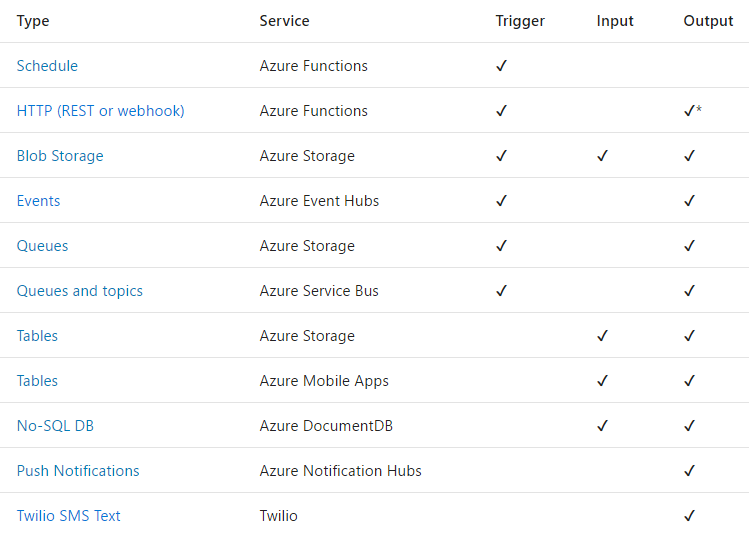 Type Service Trigger Input Output
Schedule Azure Functions ✓
HTTP (REST or webhook) Azure Functions ✓ ✓*
Blob Storage Azure Storage ✓ ✓ ✓
Events Azure Event Hubs ✓ ✓
Queues Azure Storage ✓ ✓
Queues and topics Azure Service Bus ✓ ✓
Tables Azure Storage ✓ ✓
Tables Azure Mobile Apps ✓ ✓
No-SQL DB Azure DocumentDB ✓ ✓
Push Notifications Azure Notification Hubs ✓
Twilio SMS Text Twilio ✓